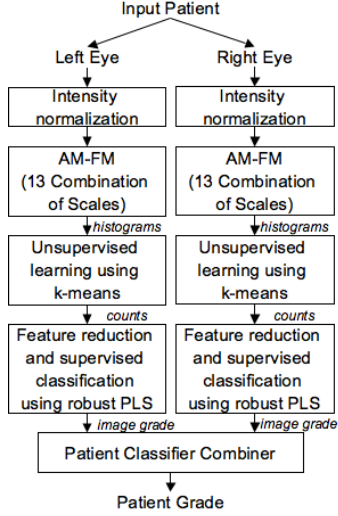 Input Patient
Left Eye
Right Eye
Intensity
normalization
Intensity
normalization
AM-FM
(13 Combination
of Scales)
AM-FM
(13 Combination
of Scales)
histograms
histograms
Unsupervised
learning using
k-means
Unsupervised
learning using
k-means
counts
counts
Feature reduction
and supervised
classification
using robust PLS
Feature reduction
and supervised
classification
using robust PLS
image grade
image grade
Patient Classifier Combiner
Patient Grade